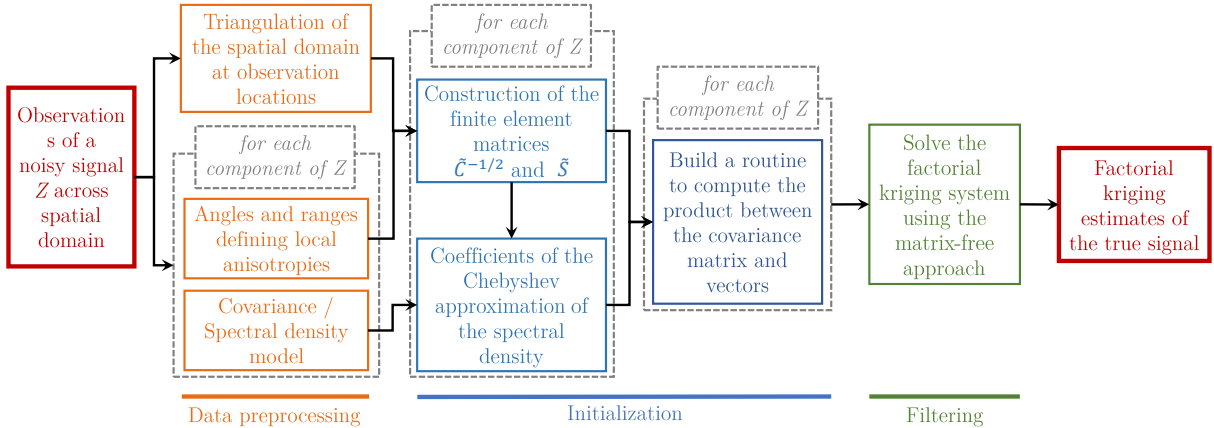 Observation
s of a
noisy signal
Z across
spatial
domain
Triangulation of
the spatial domain
at observation
locations
for each
component of Z
Angles and ranges
defining local
anisotropies
Covariance /
Spectral density
model
for each
component of Z
Construction of the
finite element
matrices
C̃⁻¹/² and S̃
Coefficients of the
Chebyshev
approximation of
the spectral
density
for each
component of Z
Build a routine
to compute the
product between
the covariance
matrix and
vectors
Solve the
factorial
kriging system
using the
matrix-free
approach
Factorial
kriging
estimates of
the true signal
Data preprocessing
Initialization
Filtering